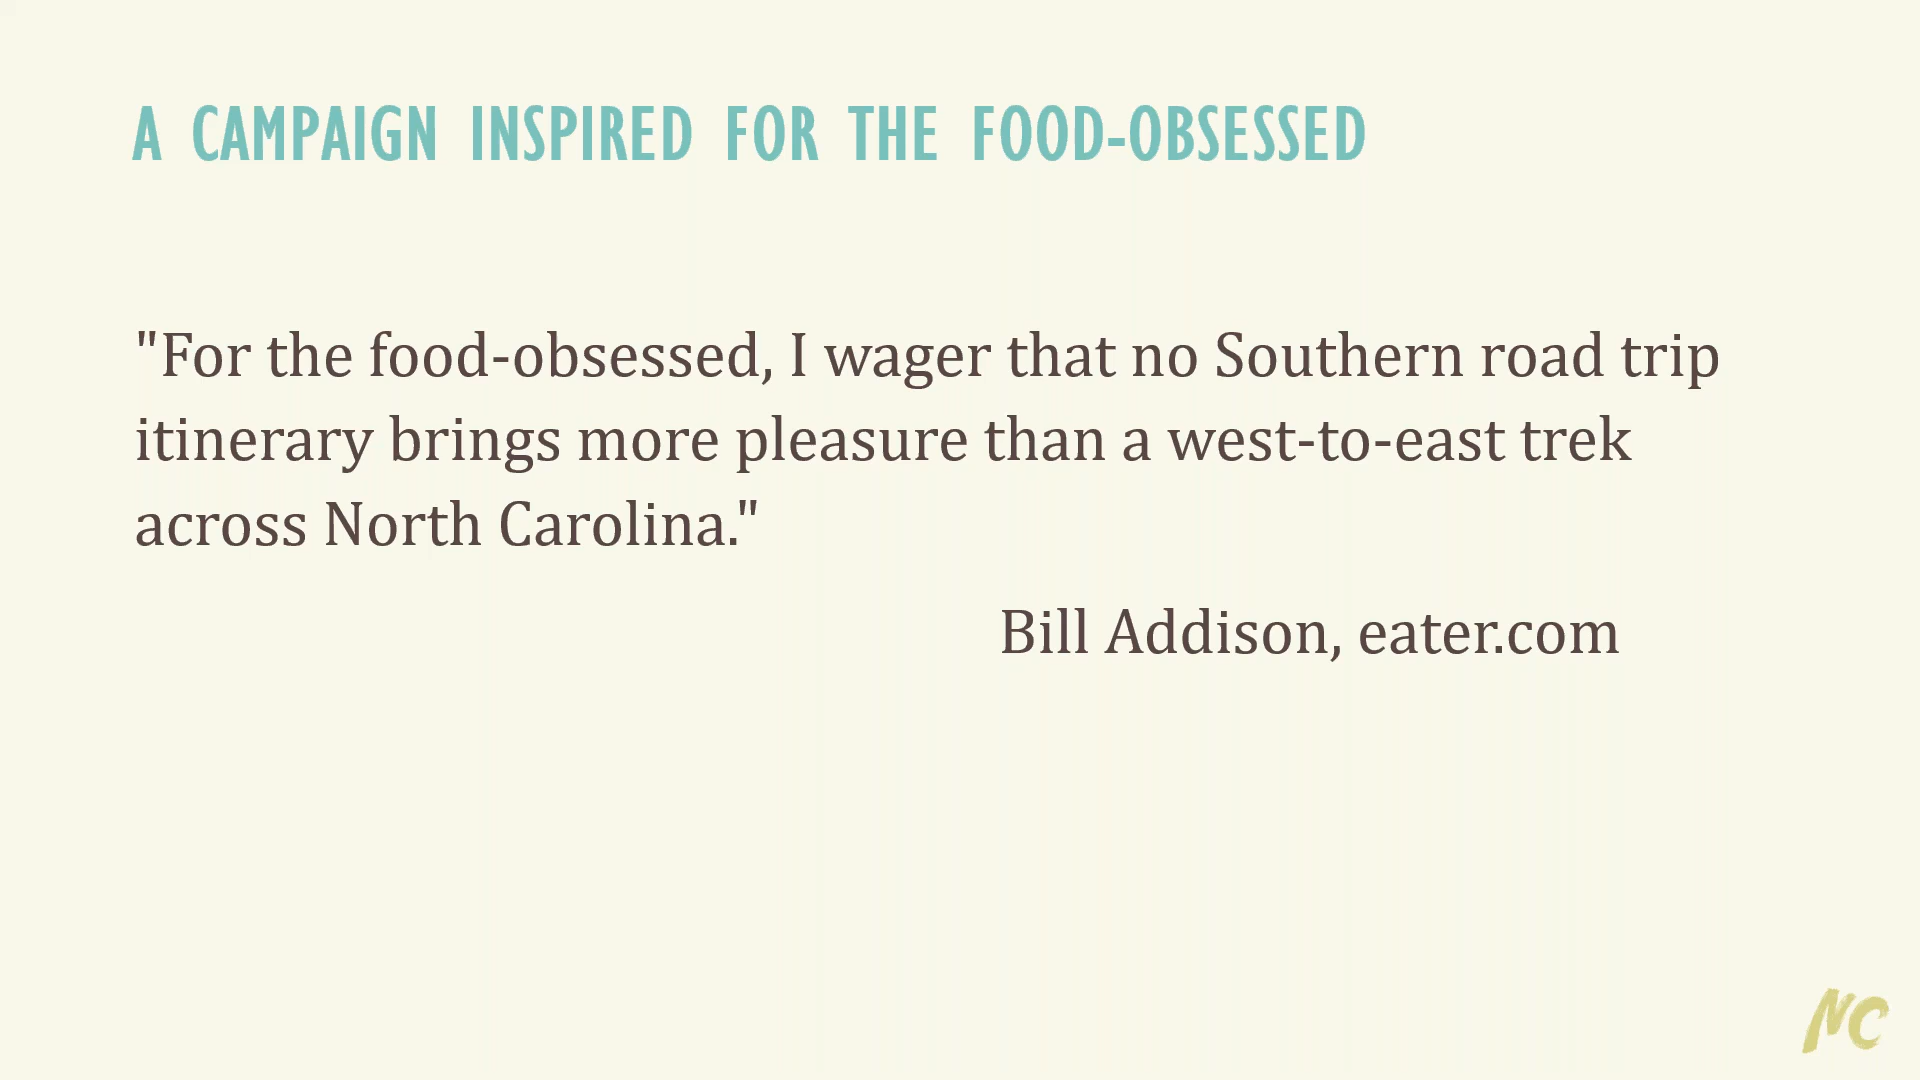 A CAMPAIGN INSPIRED FOR THE FOOD-OBSESSED
"For the food-obsessed, I wager that no Southern road trip
itinerary brings more pleasure than a west-to-east trek
across North Carolina."
Bill Addison, eater.com
NC